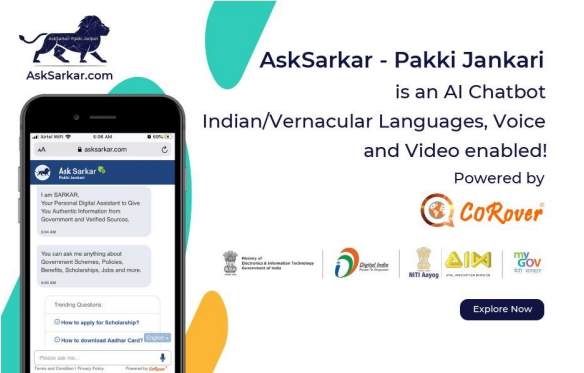 AskSarkar- Pakki Jankari
AskSarkar.com
AskSarkar - Pakki Jankari
is an AI Chatbot
Indian/Vernacular Languages, Voice
and Video enabled!
Powered by
CoRover
Airtel WiFi 5:06 AM 69%
AA asksarkar.com
Ask Sarkar
Pakki Jankari
I am SARKAR,
Your Personal Digital Assistant to Give
You Authentic Information from
Government and Verified Sources.
5:04 AM
You can ask me anything about
Government Schemes, Policies,
Benefits, Scholarships, Jobs and more.
5:04 AM
Trending Questions:
How to apply for Scholarship?
How to download Aadhar Card?
English
Please ask me...
Terms and Condition | Privacy Policy Powered by CoRover
Ministry of
Electronics & Information Technology
Government of India
Digital India
Power To Empower
NITI Aayog
AIM
ATAL INNOVATION MISSION
my
GOV
मेरी सरकार
Explore Now